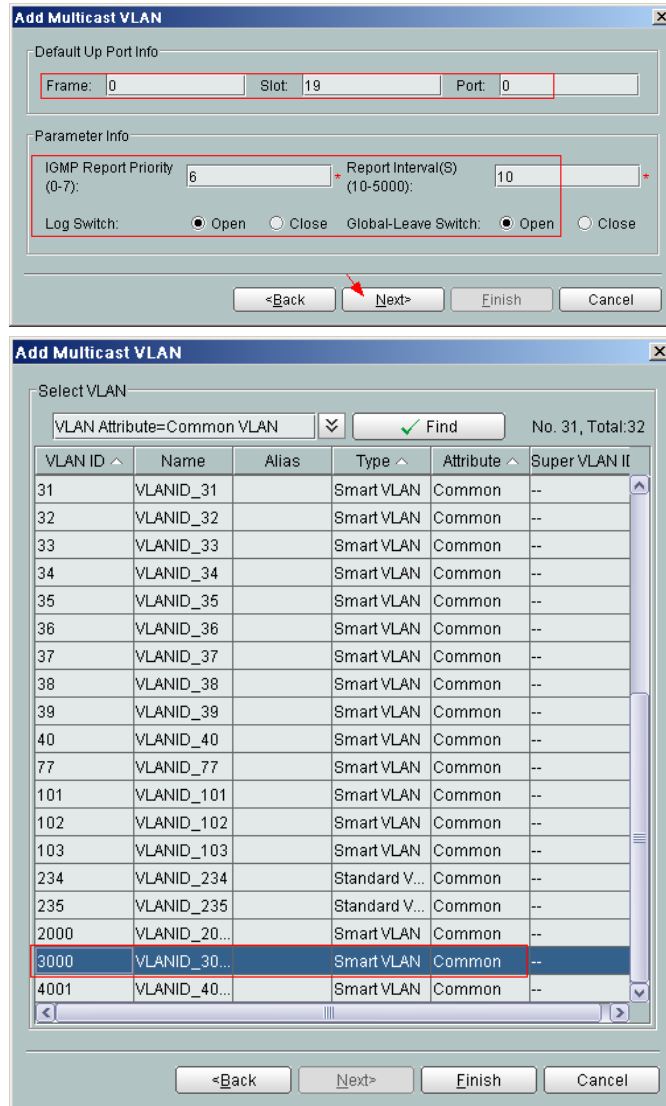 Add Multicast VLAN
Default Up Port Info
Frame: 0 Slot: 19 Port: 0
Parameter Info
IGMP Report Priority (0-7): 6 * Report Interval(S) (10-5000): 10 *
Log Switch: Open Close Global-Leave Switch: Open Close
<Back Next> Finish Cancel
Add Multicast VLAN
Select VLAN
VLAN Attribute=Common VLAN Find No. 31, Total:32
VLAN ID Name Alias Type Attribute Super VLAN ID
31 VLANID_31 Smart VLAN Common --
32 VLANID_32 Smart VLAN Common --
33 VLANID_33 Smart VLAN Common --
34 VLANID_34 Smart VLAN Common --
35 VLANID_35 Smart VLAN Common --
36 VLANID_36 Smart VLAN Common --
37 VLANID_37 Smart VLAN Common --
38 VLANID_38 Smart VLAN Common --
39 VLANID_39 Smart VLAN Common --
40 VLANID_40 Smart VLAN Common --
77 VLANID_77 Smart VLAN Common --
101 VLANID_101 Smart VLAN Common --
102 VLANID_102 Smart VLAN Common --
103 VLANID_103 Smart VLAN Common --
234 VLANID_234 Standard V... Common --
235 VLANID_235 Standard V... Common --
2000 VLANID_20... Smart VLAN Common --
3000 VLANID_30... Smart VLAN Common --
4001 VLANID_40... Smart VLAN Common --
<Back Next> Finish Cancel